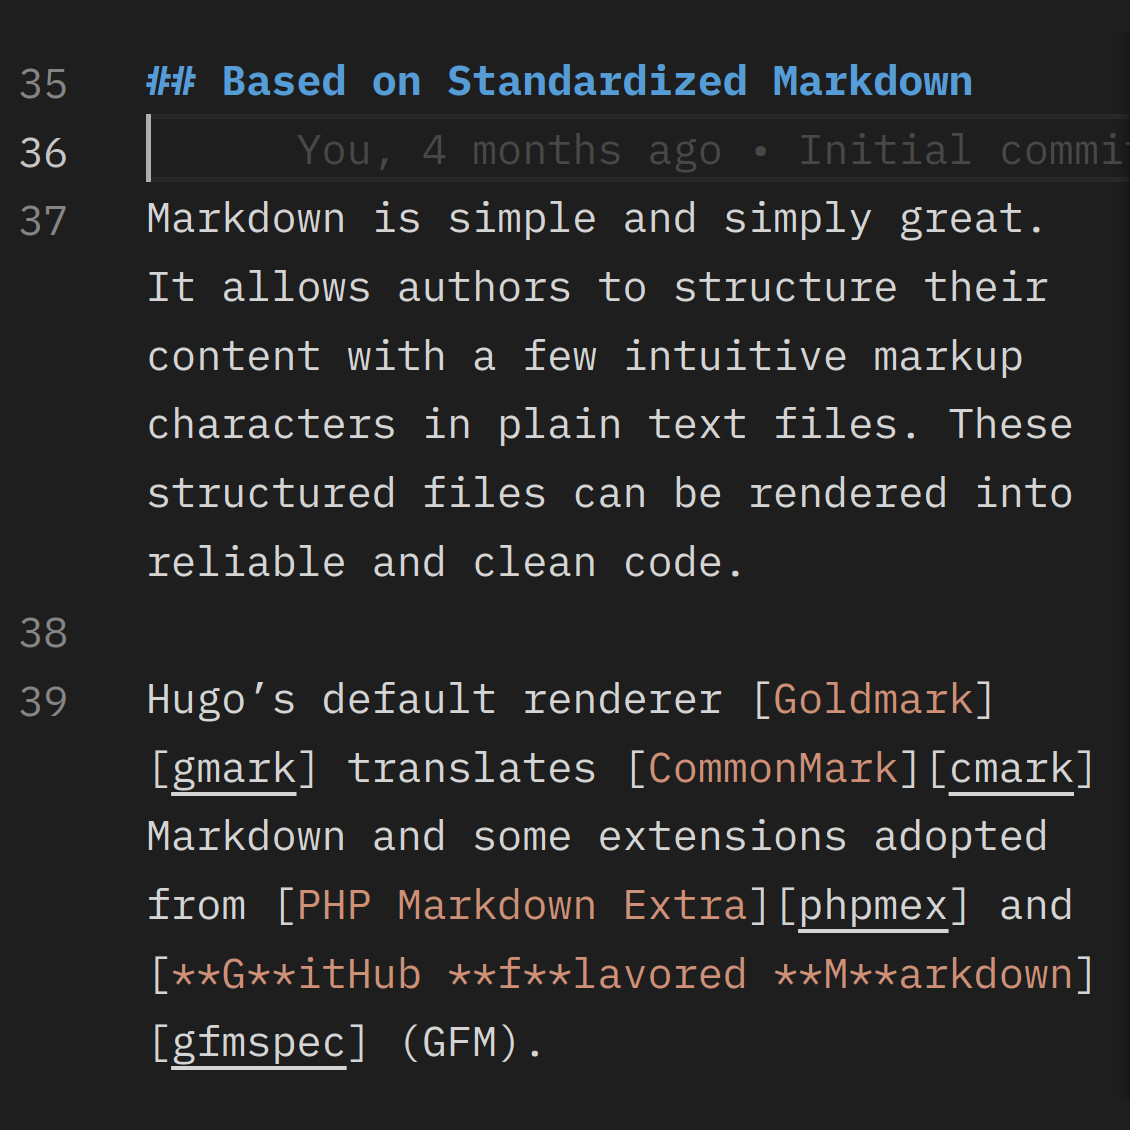 35 ## Based on Standardized Markdown
36 You, 4 months ago • Initial
37 Markdown is simple and simply great.
It allows authors to structure their
content with a few intuitive markup
characters in plain text files. These
structured files can be rendered into
reliable and clean code.
38
39 Hugo’s default renderer [Goldmark]
[gmark] translates [CommonMark][cmark]
Markdown and some extensions adopted
from [PHP Markdown Extra][phpmex] and
[**G**itHub **f**lavored **M**arkdown]
[gfmspec] (GFM).